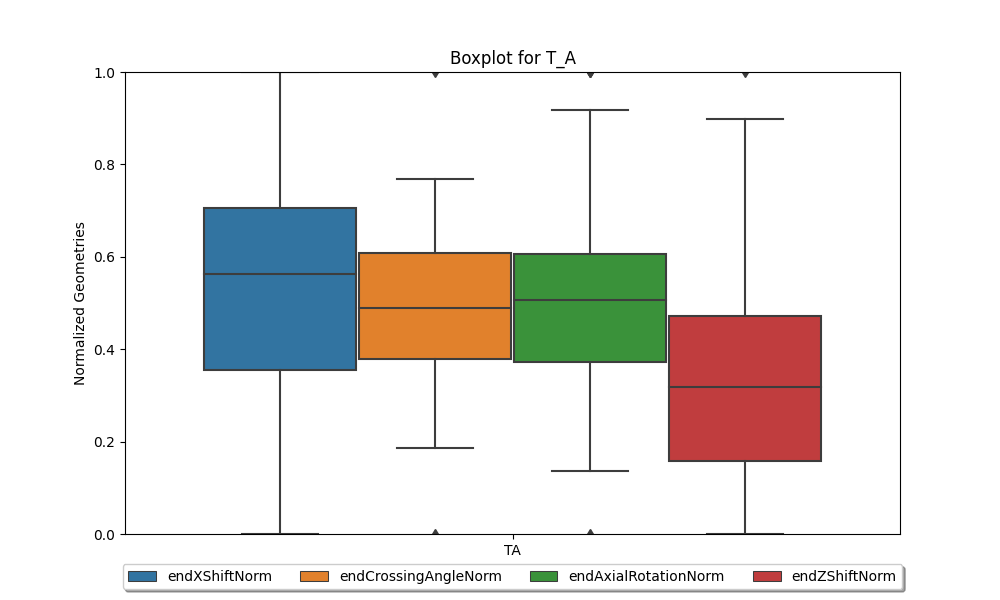 Boxplot for T_A
1.0
0.8
0.6
0.4
0.2
0.0
Normalized Geometries
TA
endXShiftNorm endCrossingAngleNorm endAxialRotationNorm endZShiftNorm